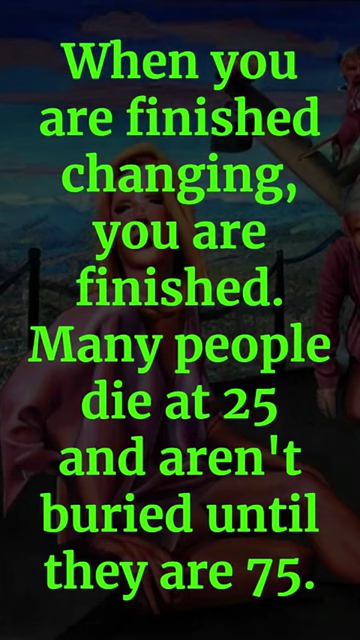 When you
are finished
changing,
you are
finished.
Many people
die at 25
and aren't
buried until
they are 75.